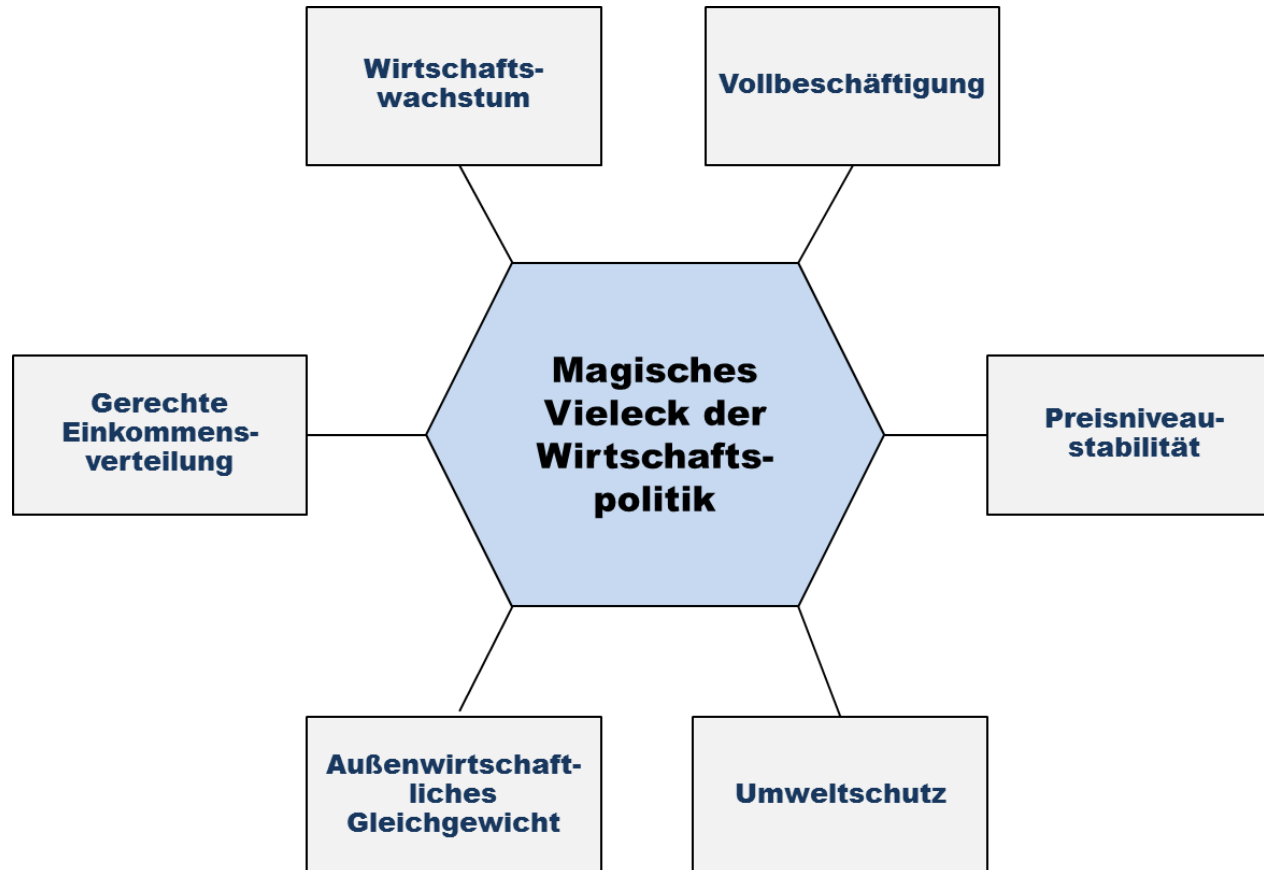 Wirtschafts-
wachstum
Vollbeschäftigung
Gerechte
Einkommens-
verteilung
Magisches
Vieleck der
Wirtschafts-
politik
Preisniveau-
stabilität
Außenwirtschaft-
liches
Gleichgewicht
Umweltschutz